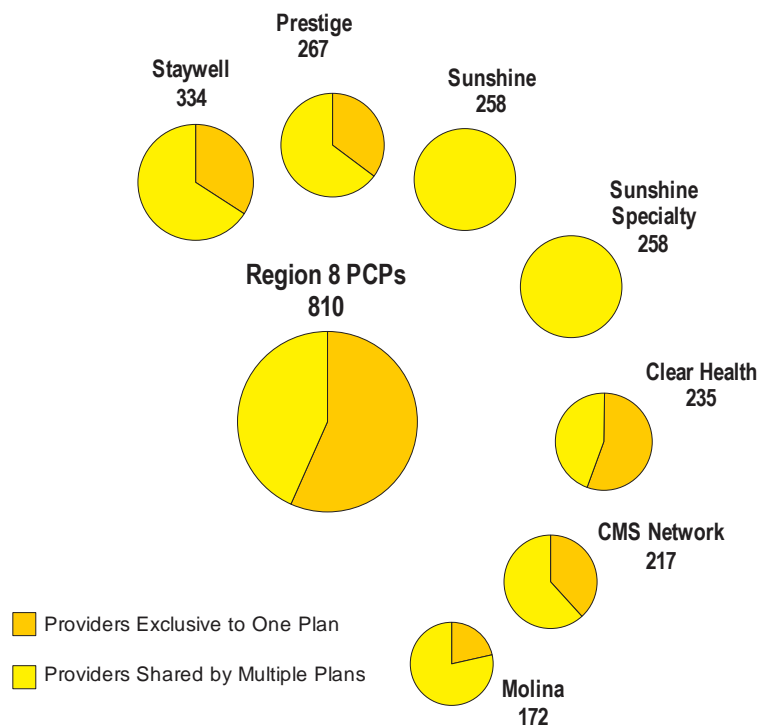 Prestige
267
Staywell
334
Sunshine
258
Sunshine
Specialty
258
Region 8 PCPs
810
Clear Health
235
CMS Network
217
Providers Exclusive to One Plan
Providers Shared by Multiple Plans
Molina
172